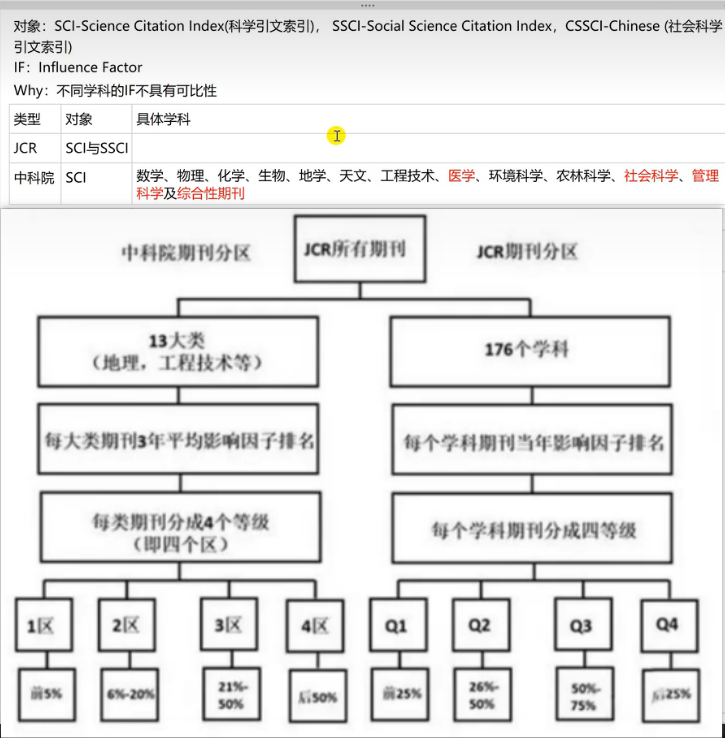 对象：SCI-Science Citation Index(科学引文索引)， SSCI-Social Science Citation Index，CSSCI-Chinese (社会科学
引文索引)
IF：Influence Factor
Why：不同学科的IF不具有可比性
类型 对象 具体学科
JCR SCI与SSCI
中科院 SCI 数学、物理、化学、生物、地学、天文、工程技术、医学、环境科学、农林科学、社会科学、管理
科学及综合性期刊
中科院期刊分区 JCR所有期刊 JCR期刊分区
13大类
（地理，工程技术等）
176个学科
每大类期刊3年平均影响因子排名
每个学科期刊当年影响因子排名
每类期刊分成4个等级
（即四个区）
每个学科期刊分成四等级
1区 2区 3区 4区 Q1 Q2 Q3 Q4
前5% 6%-20% 21%-
50%
后50% 前25% 26%-
50%
50%-
75%
后25%